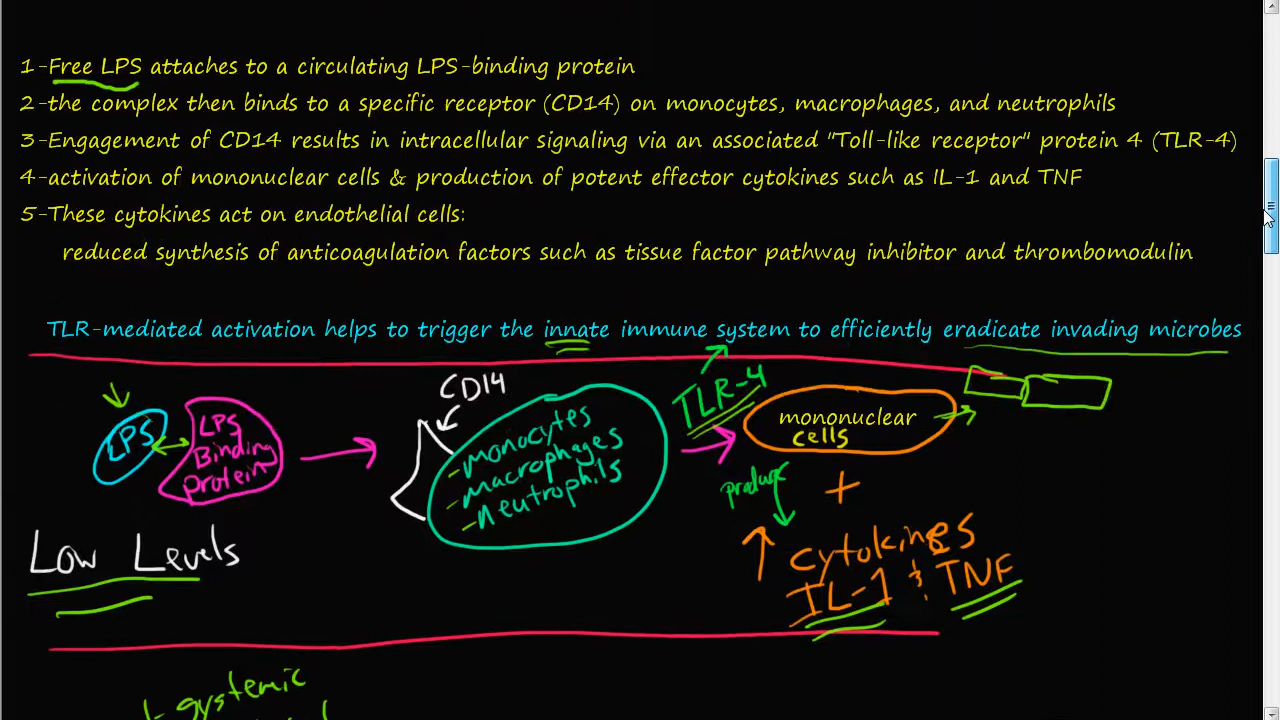 1-Free LPS attaches to a circulating LPS-binding protein
2-the complex then binds to a specific receptor (CD14) on monocytes, macrophages, and neutrophils
3-Engagement of CD14 results in intracellular signaling via an associated "Toll-like receptor" protein 4 (TLR-4)
4-activation of mononuclear cells & production of potent effector cytokines such as IL-1 and TNF
5-These cytokines act on endothelial cells:
reduced synthesis of anticoagulation factors such as tissue factor pathway inhibitor and thrombomodulin
TLR-mediated activation helps to trigger the innate immune system to efficiently eradicate invading microbes
LPS
LPS
Binding
protein
CD14
-monocytes
-macrophages
-neutrophils
TLR-4
mononuclear
cells
produce
+
↑ cytokines
IL-1 & TNF
Low Levels
systemic